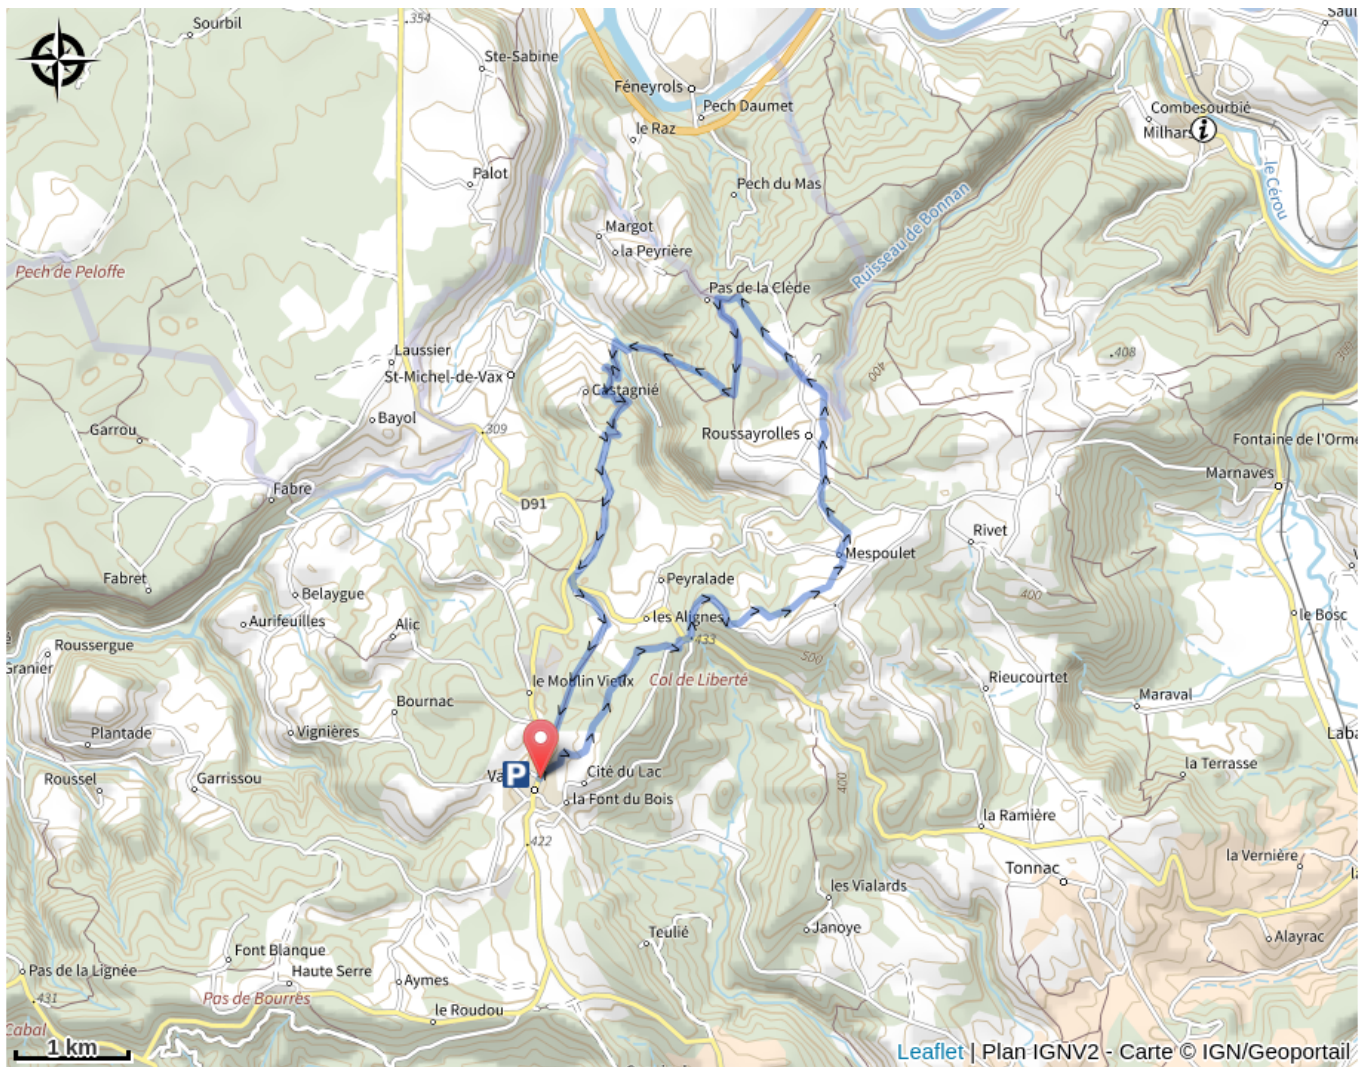 Sourbil
354
Ste-Sabine
Féneyrols
Pech Daumet
le Raz
Combesourbié
Milhars
Palot
Pech du Mas
le Cérou
Ruisseau de Bonnan
Margot
la Peyrière
Pech de Peloffe
Pas de la Clède
Laussier
408
400
St-Michel-de-Vax
Castagnié
Bayol
Garrou
309
Roussayrolles
Fontaine de l'Orme
Marnaves
Fabre
D91
Rivet
Mespoulet
Fabret
Peyralade
Belaygue
400
Aurifeuilles
Alic
les Alignes
le Bosc
433
Roussergue
500
Granier
le Moulin Vieux
Col de Liberté
Rieucourtet
Maraval
Bournac
Vignières
Plantade
Laba
la Terrasse
P
Cité du Lac
Roussel
Garrissou
400
la Font du Bois
la Ramière
422
la Vernière
Tonnac
les Vialards
Teulié
Janoye
Alayrac
Font Blanque
Pas de la Lignée
Haute Serre
Aymes
431
Pas de Bourrès
le Roudou
Cabal
1 km
Leaflet | Plan IGNV2 - Carte © IGN/Geoportail